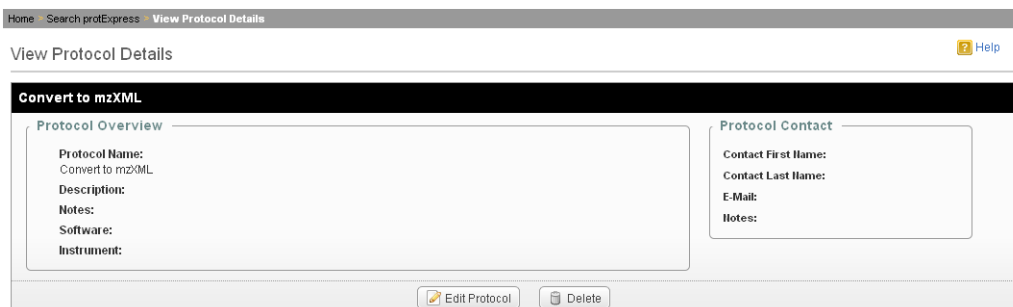 Home > Search protExpress > View Protocol Details
View Protocol Details
? Help
Convert to mzXML
Protocol Overview
Protocol Name:
Convert to mzXML
Description:
Notes:
Software:
Instrument:
Protocol Contact
Contact First Name:
Contact Last Name:
E-Mail:
Notes:
Edit Protocol
Delete